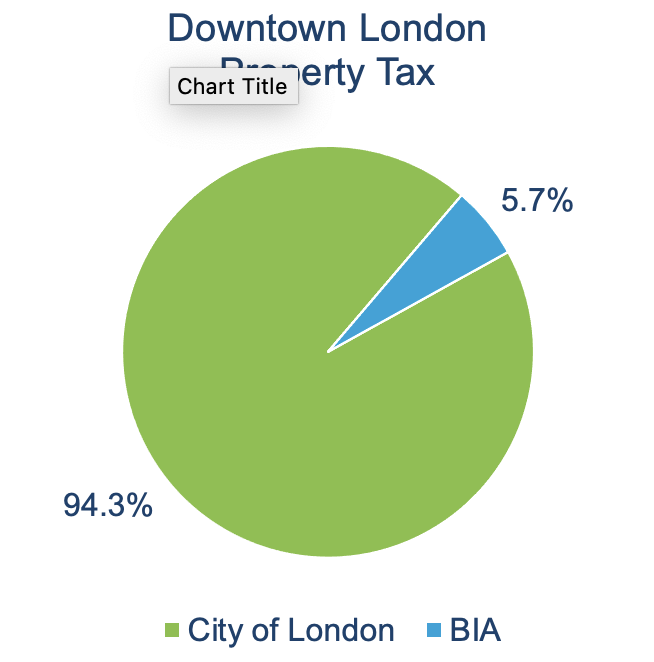 Downtown London
Property Tax
Chart Title
5.7%
94.3%
City of London
BIA